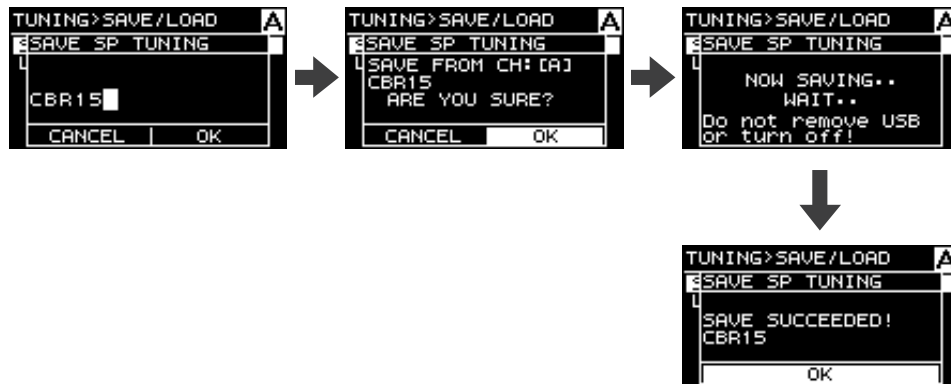 TUNING>SAVE/LOAD A
SAVE SP TUNING
CBR15
CANCEL OK
TUNING>SAVE/LOAD A
SAVE SP TUNING
SAVE FROM CH:[A]
CBR15
ARE YOU SURE?
CANCEL OK
TUNING>SAVE/LOAD A
SAVE SP TUNING
NOW SAVING..
WAIT..
Do not remove USB
or turn off!
TUNING>SAVE/LOAD A
SAVE SP TUNING
SAVE SUCCEEDED!
CBR15
OK